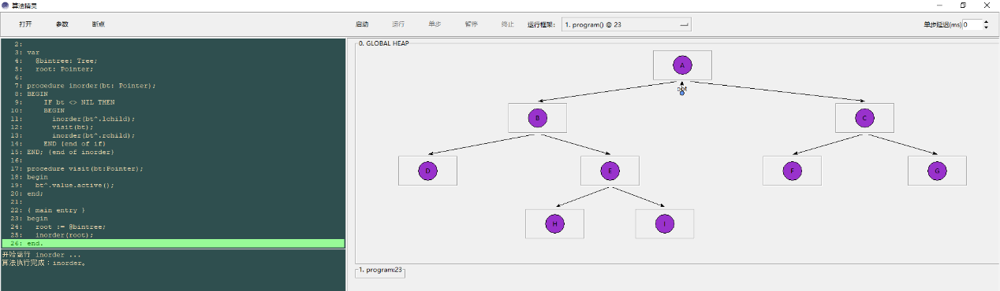 算法精灵
打开 参数 断点 启动 运行 单步 暂停 终止 运行框架: 1. program() @ 23 单步延迟(ms) 0
2:
3: var
4: @bintree: Tree;
5: root: Pointer;
6:
7: procedure inorder(bt: Pointer);
8: BEGIN
9: IF bt <> NIL THEN
10: BEGIN
11: inorder(bt^.lchild);
12: visit(bt);
13: inorder(bt^.rchild);
14: END {end of if}
15: END; {end of inorder}
16:
17: procedure visit(bt:Pointer);
18: begin
19: bt^.value.active();
20: end;
21:
22: { main entry }
23: begin
24: root := @bintree;
25: inorder(root);
26: end.
开始运行 inorder ...
算法执行完成：inorder。
0. GLOBAL HEAP
A
B C
D E F G
H I
1. program:23